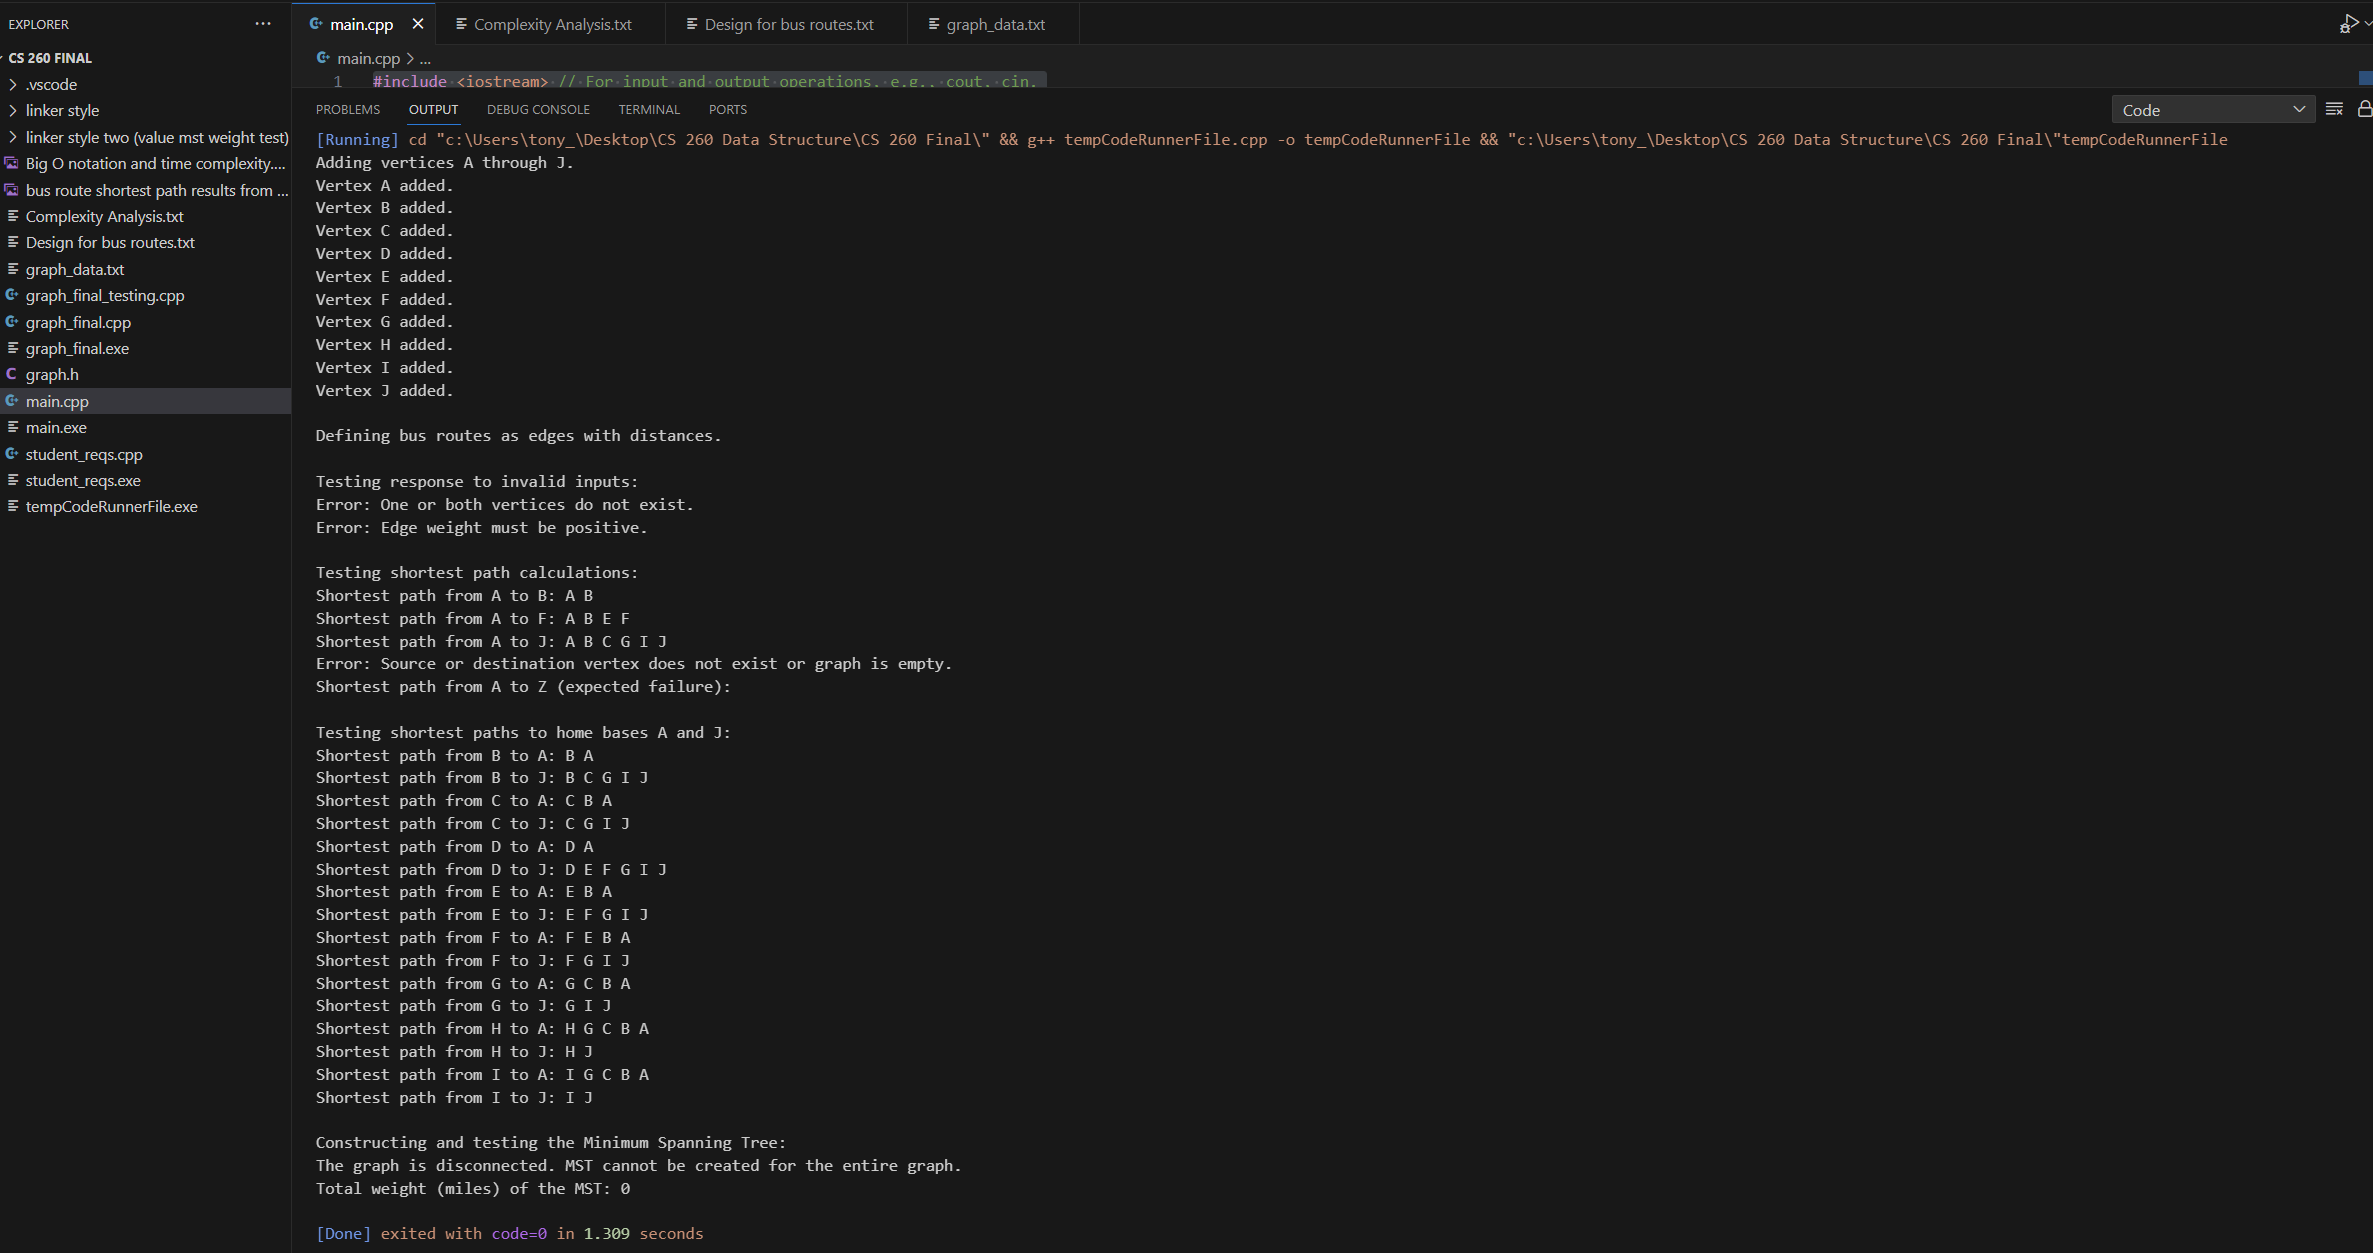 EXPLORER
...
CS 260 FINAL
.vscode
linker style
linker style two (value mst weight test)
Big O notation and time complexity....
bus route shortest path results from ...
Complexity Analysis.txt
Design for bus routes.txt
graph_data.txt
graph_final_testing.cpp
graph_final.cpp
graph_final.exe
C graph.h
main.cpp
main.exe
student_reqs.cpp
student_reqs.exe
tempCodeRunnerFile.exe
main.cpp
Complexity Analysis.txt
Design for bus routes.txt
graph_data.txt
main.cpp > ...
1 #include <iostream> // For input and output operations, e.g., cout, cin.
PROBLEMS OUTPUT DEBUG CONSOLE TERMINAL PORTS
Code
[Running] cd "c:\Users\tony_\Desktop\CS 260 Data Structure\CS 260 Final\" && g++ tempCodeRunnerFile.cpp -o tempCodeRunnerFile && "c:\Users\tony_\Desktop\CS 260 Data Structure\CS 260 Final\"tempCodeRunnerFile
Adding vertices A through J.
Vertex A added.
Vertex B added.
Vertex C added.
Vertex D added.
Vertex E added.
Vertex F added.
Vertex G added.
Vertex H added.
Vertex I added.
Vertex J added.
Defining bus routes as edges with distances.
Testing response to invalid inputs:
Error: One or both vertices do not exist.
Error: Edge weight must be positive.
Testing shortest path calculations:
Shortest path from A to B: A B
Shortest path from A to F: A B E F
Shortest path from A to J: A B C G I J
Error: Source or destination vertex does not exist or graph is empty.
Shortest path from A to Z (expected failure):
Testing shortest paths to home bases A and J:
Shortest path from B to A: B A
Shortest path from B to J: B C G I J
Shortest path from C to A: C B A
Shortest path from C to J: C G I J
Shortest path from D to A: D A
Shortest path from D to J: D E F G I J
Shortest path from E to A: E B A
Shortest path from E to J: E F G I J
Shortest path from F to A: F E B A
Shortest path from F to J: F G I J
Shortest path from G to A: G C B A
Shortest path from G to J: G I J
Shortest path from H to A: H G C B A
Shortest path from H to J: H J
Shortest path from I to A: I G C B A
Shortest path from I to J: I J
Constructing and testing the Minimum Spanning Tree:
The graph is disconnected. MST cannot be created for the entire graph.
Total weight (miles) of the MST: 0
[Done] exited with code=0 in 1.309 seconds